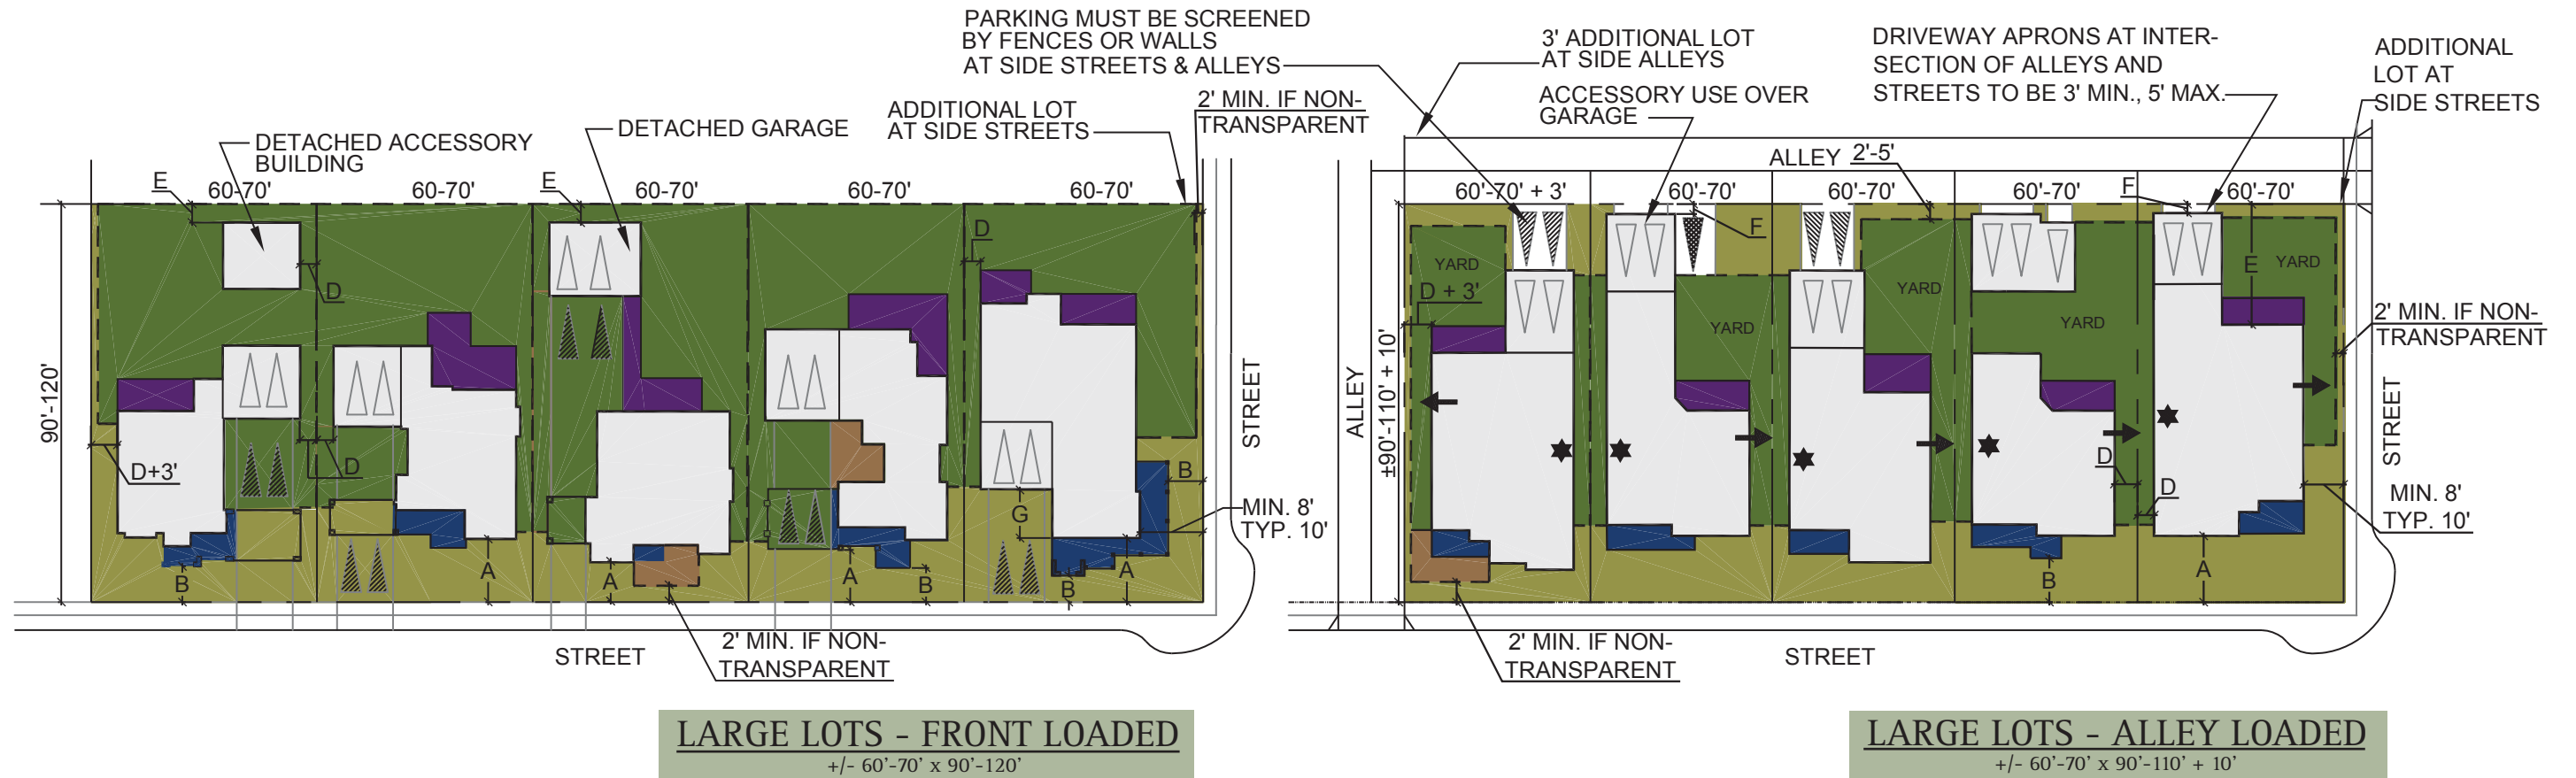 PARKING MUST BE SCREENED
BY FENCES OR WALLS
AT SIDE STREETS & ALLEYS
ADDITIONAL LOT
AT SIDE STREETS
2' MIN. IF NON-
TRANSPARENT
DETACHED ACCESSORY
BUILDING
DETACHED GARAGE
E
60-70'
60-70'
E
60-70'
60-70'
60-70'
D
D
90'-120'
D+3'
D
B
G
MIN. 8'
TYP. 10'
STREET
B
A
A
A
B
B
A
2' MIN. IF NON-
TRANSPARENT
STREET
LARGE LOTS - FRONT LOADED
+/- 60'-70' x 90'-120'
3' ADDITIONAL LOT
AT SIDE ALLEYS
ACCESSORY USE OVER
GARAGE
DRIVEWAY APRONS AT INTER-
SECTION OF ALLEYS AND
STREETS TO BE 3' MIN., 5' MAX.
ADDITIONAL
LOT AT
SIDE STREETS
ALLEY
2'-5'
60'-70' + 3'
60'-70'
60'-70'
60'-70'
F
60'-70'
F
YARD
D + 3'
YARD
YARD
YARD
E
YARD
2' MIN. IF NON-
TRANSPARENT
ALLEY
±90'-110' + 10'
STREET
D
D
MIN. 8'
TYP. 10'
B
A
2' MIN. IF NON-
TRANSPARENT
STREET
LARGE LOTS - ALLEY LOADED
+/- 60'-70' x 90'-110' + 10'